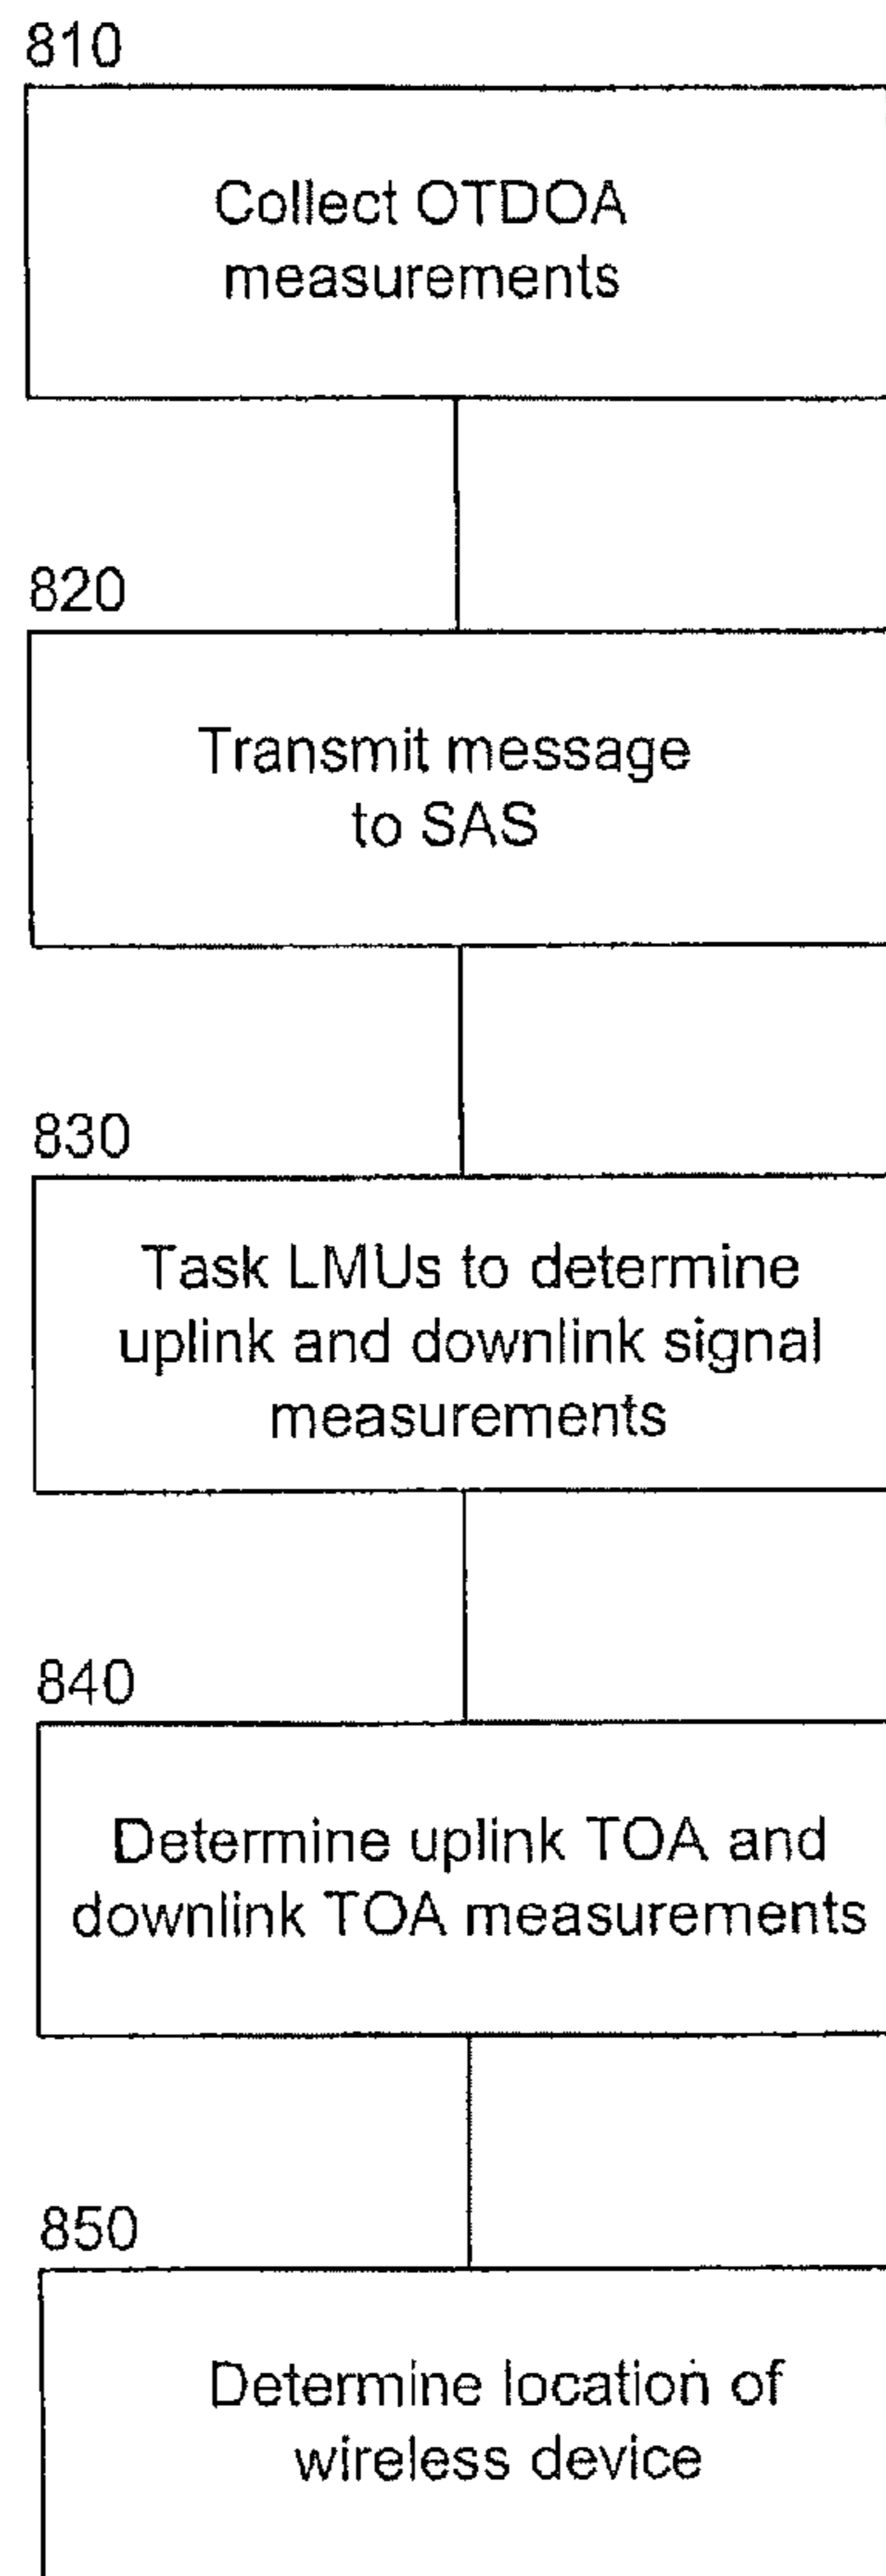 810
Collect OTDOA
measurements
820
Transmit message
to SAS
830
Task LMUs to determine
uplink and downlink signal
measurements
840
Determine uplink TOA and
downlink TOA measurements
850
Determine location of
wireless device